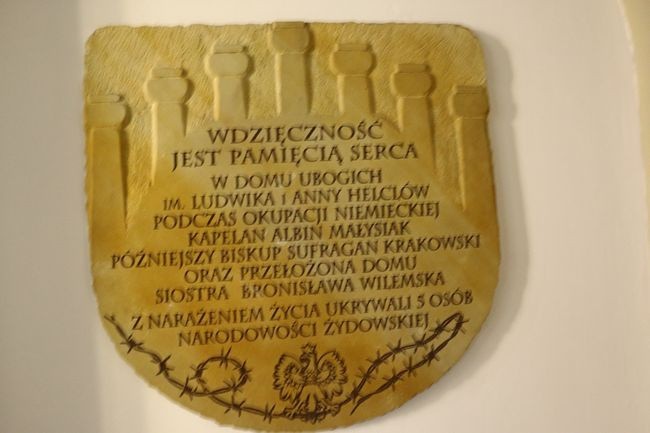 WDZIĘCZNOŚĆ
JEST PAMIĘCIĄ SERCA
W DOMU UBOGICH
IM. LUDWIKA I ANNY HELCLÓW
PODCZAS OKUPACJI NIEMIECKIEJ
KAPELAN ALBIN MAŁYSIAK
PÓŹNIEJSZY BISKUP SUFRAGAN KRAKOWSKI
ORAZ PRZEŁOŻONA DOMU
SIOSTRA BRONISŁAWA WILEMSKA
Z NARAŻENIEM ŻYCIA UKRYWALI 5 OSÓB
NARODOWOŚCI ŻYDOWSKIEJ